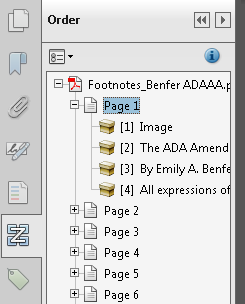 Order
Footnotes_Benfer ADAAA.p
Page 1
[1] Image
[2] The ADA Amend
[3] By Emily A. Benfe
[4] All expressions of
Page 2
Page 3
Page 4
Page 5
Page 6